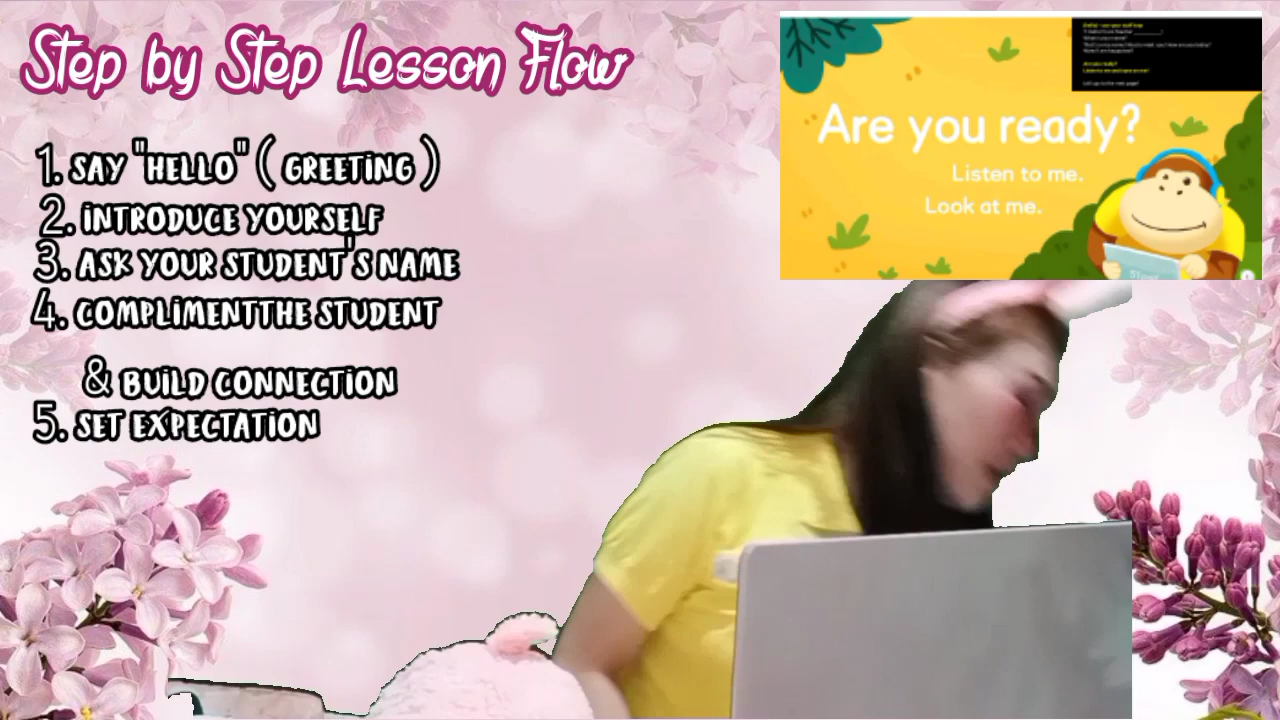 Step by Step Lesson Flow
1. SAY "HELLO" ( GREETING )
2. INTRODUCE YOURSELF
3. ASK YOUR STUDENT'S NAME
4. COMPLIMENTTHE STUDENT
& BUILD CONNECTION
5. SET EXPECTATION
Are you ready?
Listen to me.
Look at me.